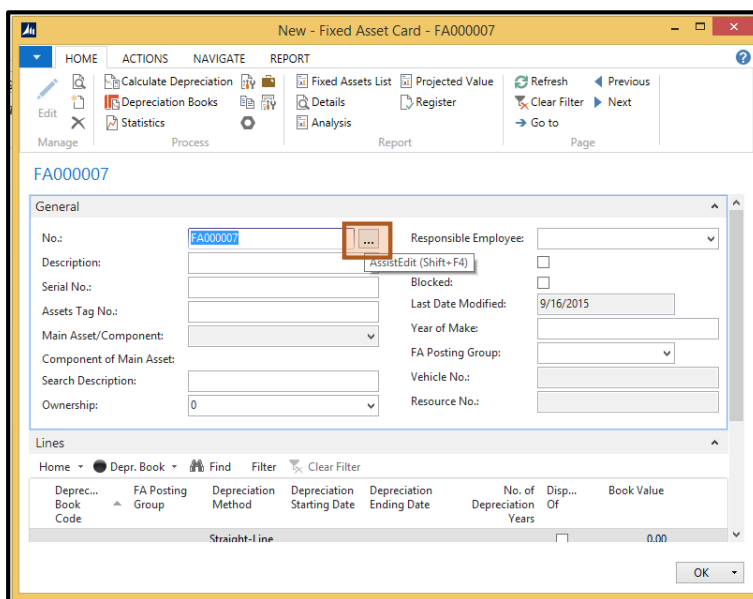 New - Fixed Asset Card - FA000007
HOME ACTIONS NAVIGATE REPORT
Edit
Manage
Calculate Depreciation
Depreciation Books
Statistics
Process
Fixed Assets List Projected Value
Details Register
Analysis
Report
Refresh Previous
Clear Filter Next
Go to
Page
FA000007
General
No.: FA000007 ... Responsible Employee:
AssistEdit (Shift+F4)
Description:
Serial No.: Blocked:
Assets Tag No.: Last Date Modified: 9/16/2015
Main Asset/Component: Year of Make:
Component of Main Asset: FA Posting Group:
Search Description: Vehicle No.:
Ownership: 0 Resource No.:
Lines
Home Depr. Book Find Filter Clear Filter
Deprec... Book Code
FA Posting Group
Depreciation Method
Depreciation Starting Date
Depreciation Ending Date
No. of Depreciation Years
Disp... Of
Book Value
Straight-Line 0.00
OK